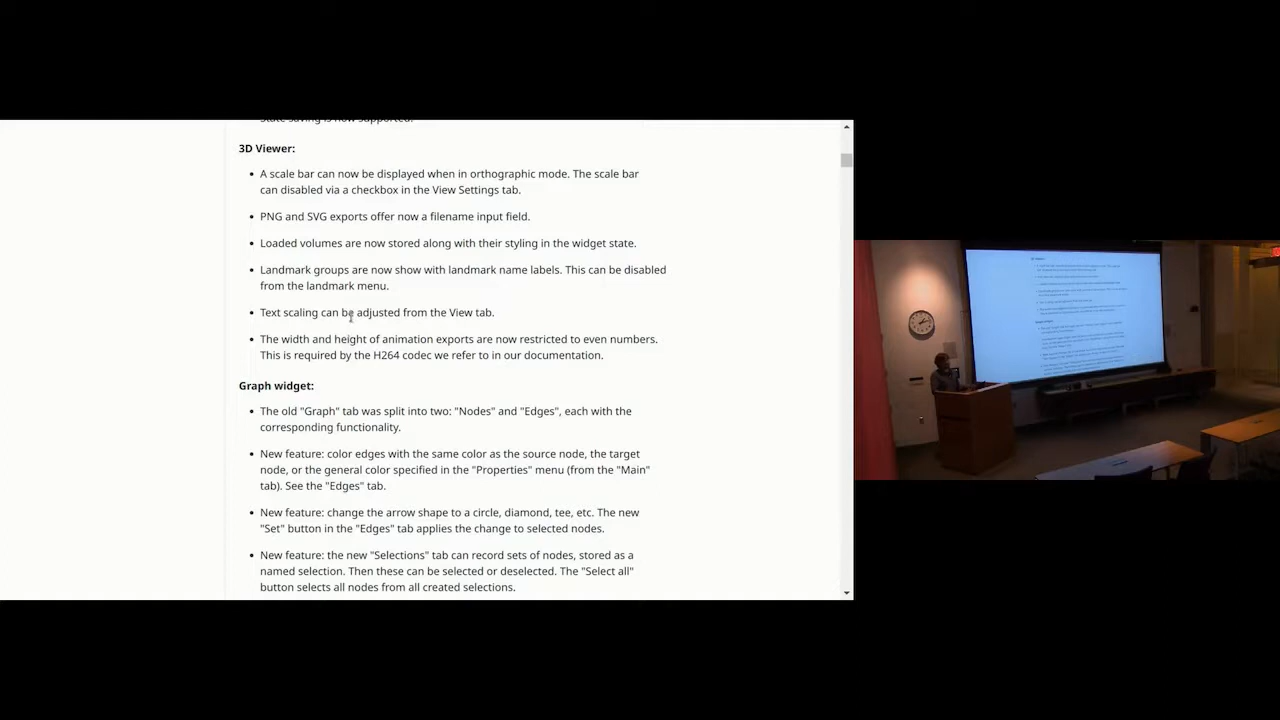 State saving is now supported.
3D Viewer:
• A scale bar can now be displayed when in orthographic mode. The scale bar
can disabled via a checkbox in the View Settings tab.
• PNG and SVG exports offer now a filename input field.
• Loaded volumes are now stored along with their styling in the widget state.
• Landmark groups are now show with landmark name labels. This can be disabled
from the landmark menu.
• Text scaling can be adjusted from the View tab.
• The width and height of animation exports are now restricted to even numbers.
This is required by the H264 codec we refer to in our documentation.
Graph widget:
• The old "Graph" tab was split into two: "Nodes" and "Edges", each with the
corresponding functionality.
• New feature: color edges with the same color as the source node, the target
node, or the general color specified in the "Properties" menu (from the "Main"
tab). See the "Edges" tab.
• New feature: change the arrow shape to a circle, diamond, tee, etc. The new
"Set" button in the "Edges" tab applies the change to selected nodes.
• New feature: the new "Selections" tab can record sets of nodes, stored as a
named selection. Then these can be selected or deselected. The "Select all"
button selects all nodes from all created selections.